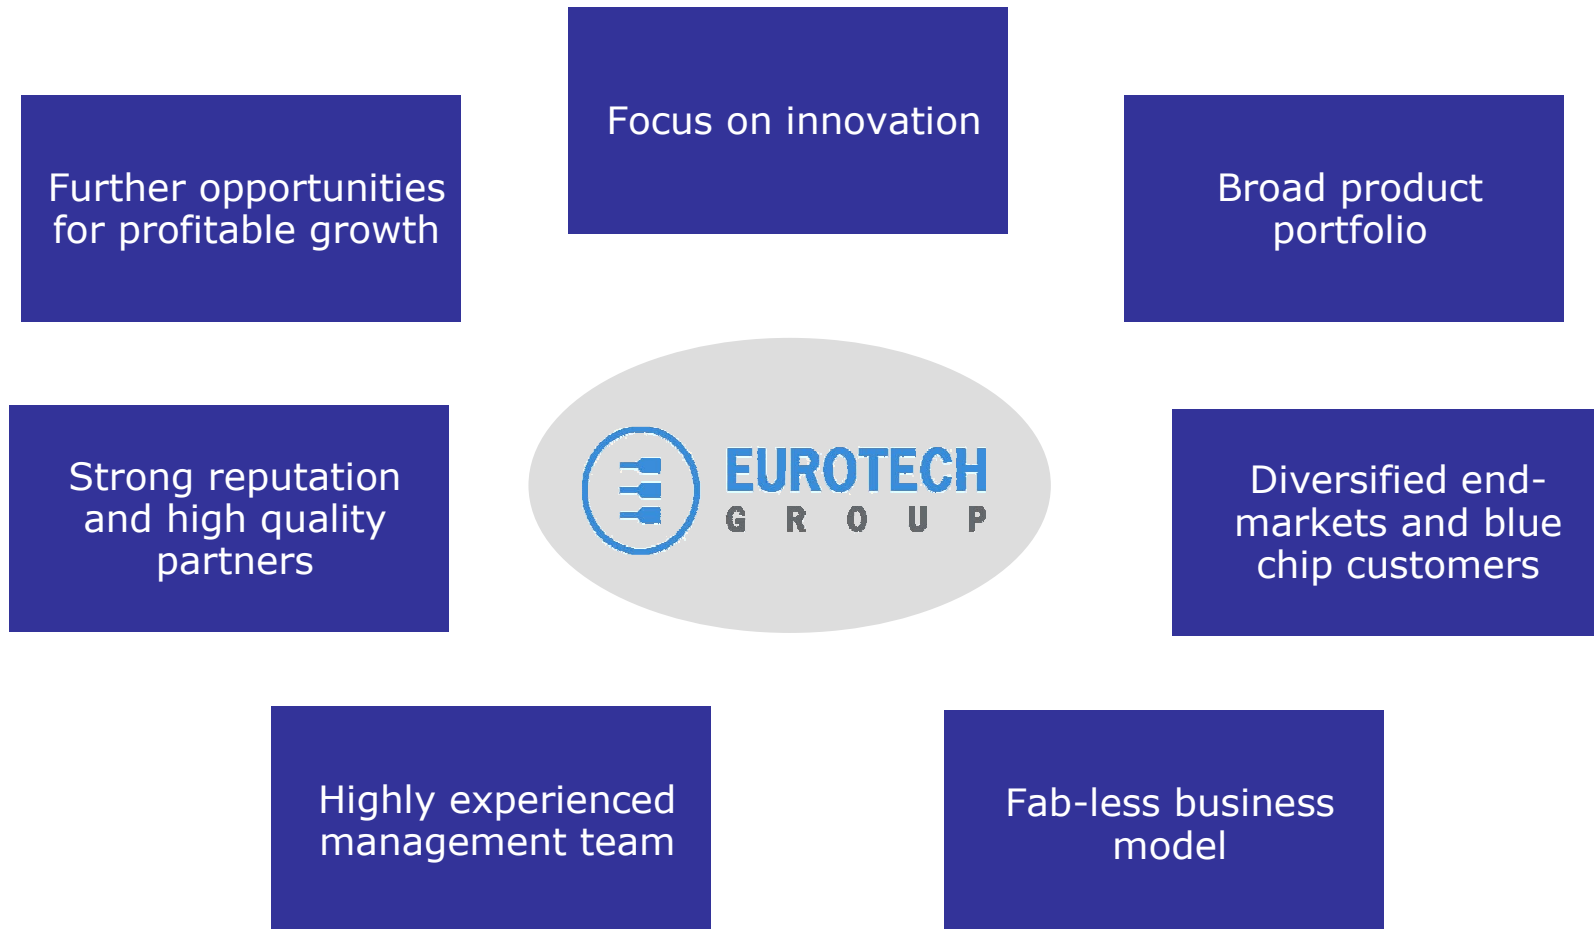 Focus on innovation
Further opportunities
for profitable growth
Broad product
portfolio
Strong reputation
and high quality
partners
EUROTECH
GROUP
Diversified end-
markets and blue
chip customers
Highly experienced
management team
Fab-less business
model